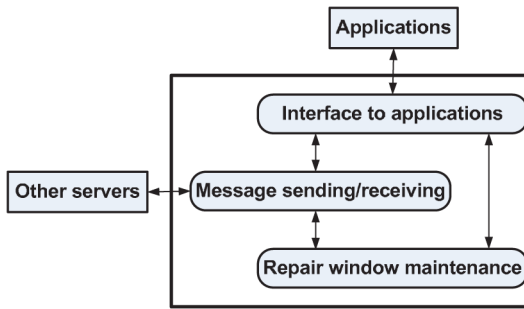 Applications
Interface to applications
Other servers
Message sending/receiving
Repair window maintenance